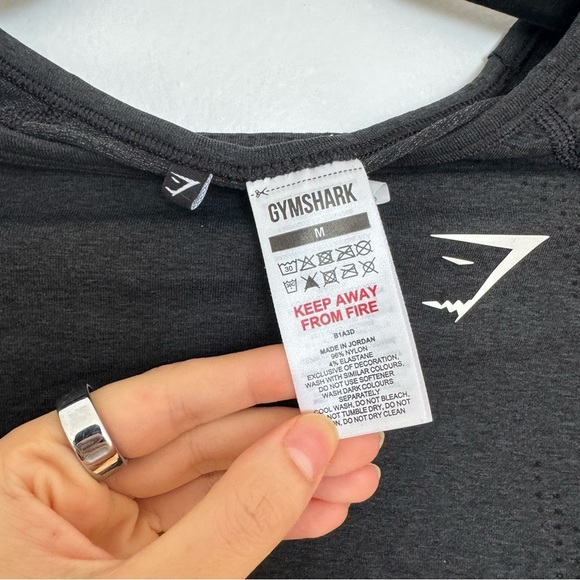 GYMSHARK
M
30
KEEP AWAY
FROM FIRE
B1A3D
MADE IN JORDAN
96% NYLON
4% ELASTANE
EXCLUSIVE OF DECORATION,
WASH WITH SIMILAR COLOURS,
DO NOT USE SOFTENER
WASH DARK COLOURS
SEPARATELY
COOL WASH, DO NOT BLEACH,
DO NOT TUMBLE DRY, DO NOT
DO NOT DRY CLEAN